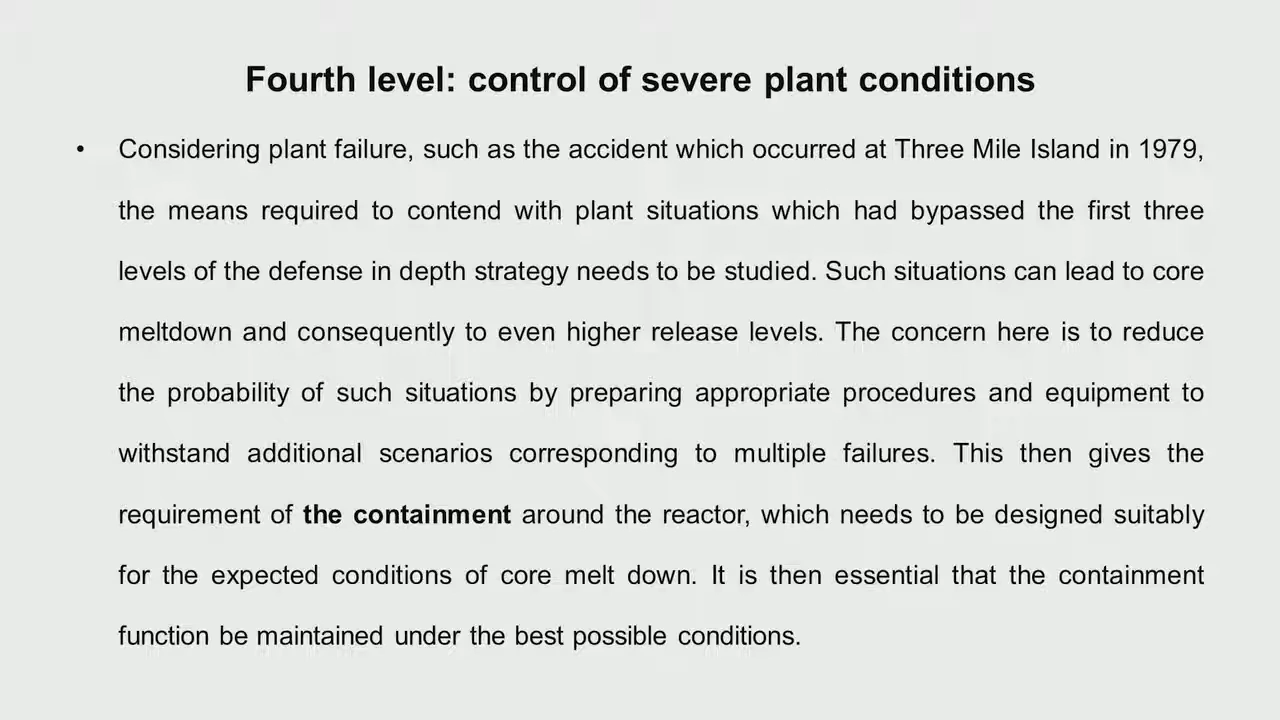 Fourth level: control of severe plant conditions
• Considering plant failure, such as the accident which occurred at Three Mile Island in 1979,
the means required to contend with plant situations which had bypassed the first three
levels of the defense in depth strategy needs to be studied. Such situations can lead to core
meltdown and consequently to even higher release levels. The concern here is to reduce
the probability of such situations by preparing appropriate procedures and equipment to
withstand additional scenarios corresponding to multiple failures. This then gives the
requirement of the containment around the reactor, which needs to be designed suitably
for the expected conditions of core melt down. It is then essential that the containment
function be maintained under the best possible conditions.